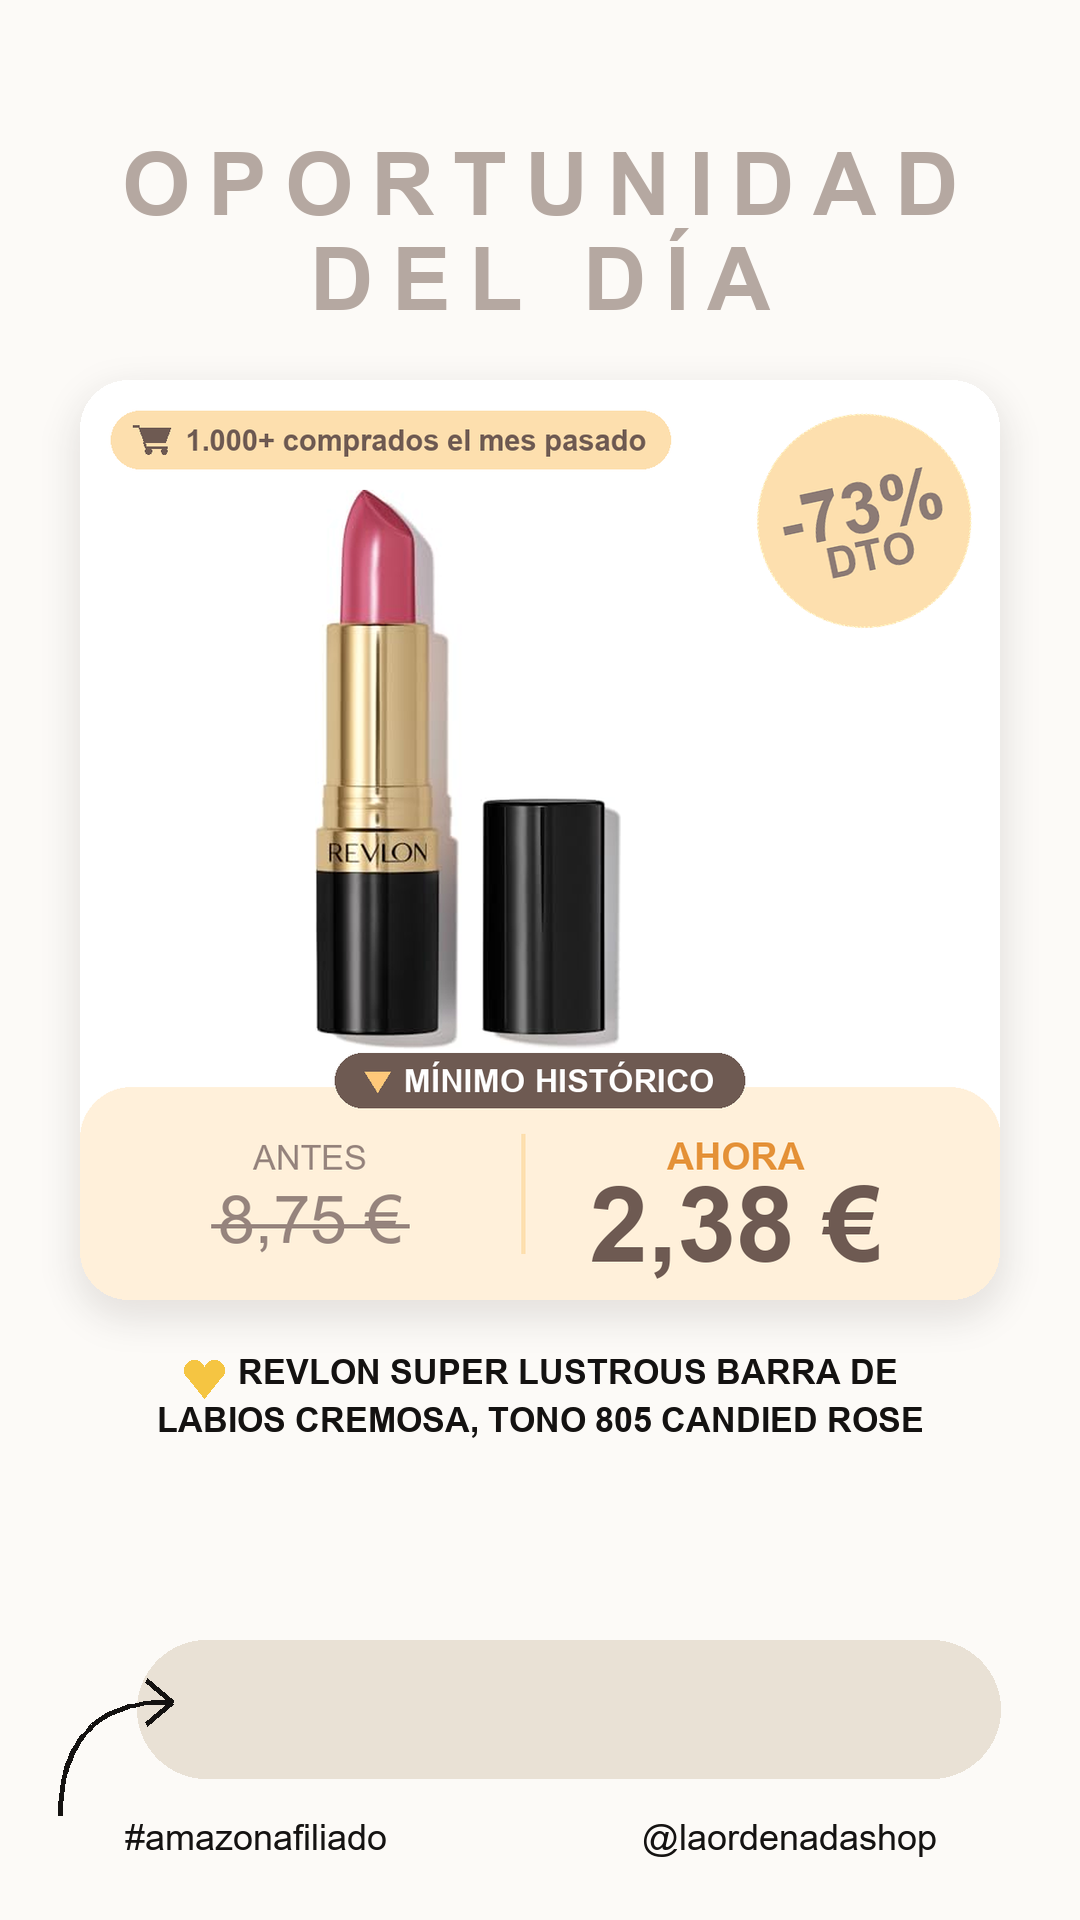 OPORTUNIDAD
DEL DÍA
1.000+ comprados el mes pasado
-73%
DTO
REVLON
MÍNIMO HISTÓRICO
ANTES
8,75 €
AHORA
2,38 €
REVLON SUPER LUSTROUS BARRA DE
LABIOS CREMOSA, TONO 805 CANDIED ROSE
#amazonafiliado
@laordenadashop